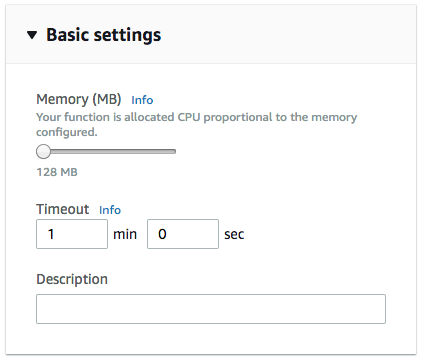 Basic settings
Memory (MB) Info
Your function is allocated CPU proportional to the memory
configured.
128 MB
Timeout Info
1 min 0 sec
Description